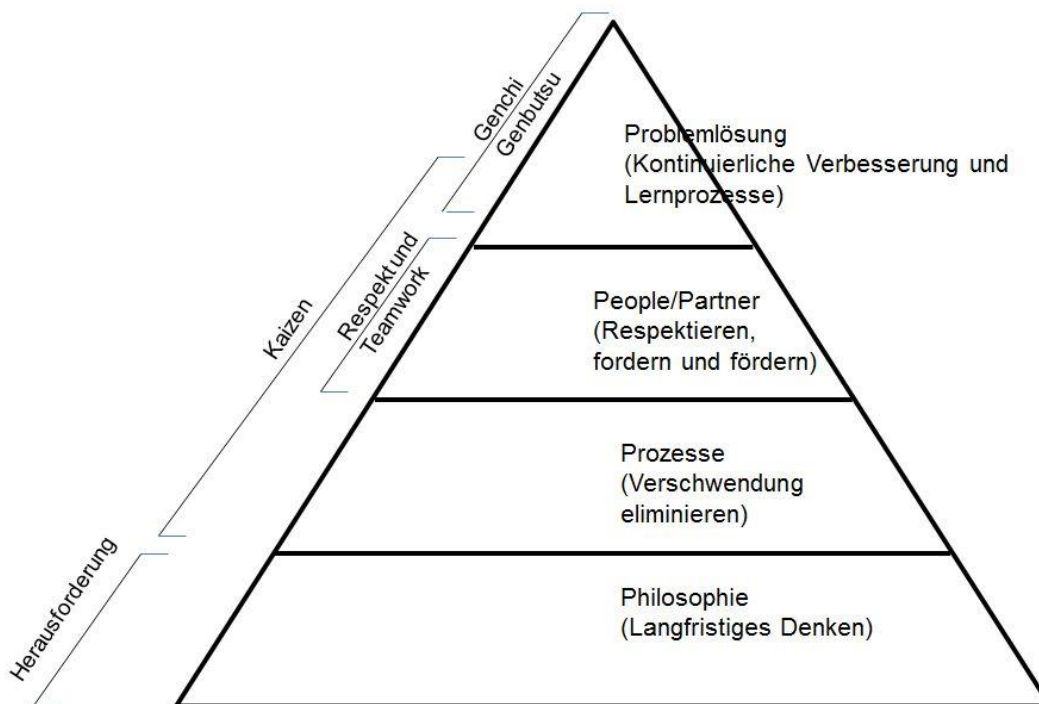 Genchi
Genbutsu
Problemlösung
(Kontinuierliche Verbesserung und
Lernprozesse)
Kaizen
Respekt und
Teamwork
People/Partner
(Respektieren,
fordern und fördern)
Prozesse
(Verschwendung
eliminieren)
Herausforderung
Philosophie
(Langfristiges Denken)